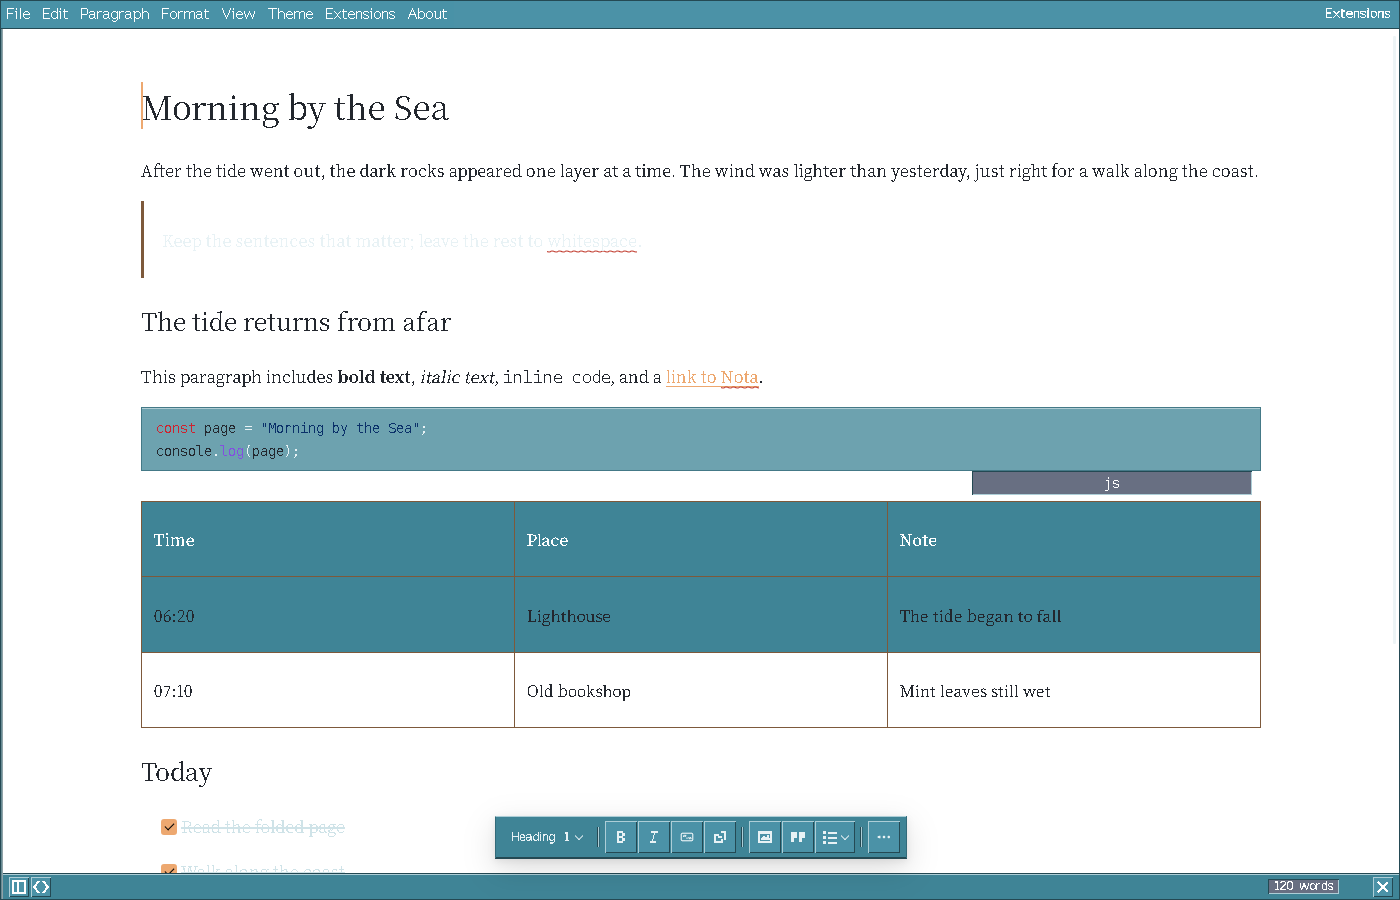 File Edit Paragraph Format View Theme Extensions About Extensions
Morning by the Sea
After the tide went out, the dark rocks appeared one layer at a time. The wind was lighter than yesterday, just right for a walk along the coast.
Keep the sentences that matter; leave the rest to whitespace.
The tide returns from afar
This paragraph includes bold text, italic text, inline code, and a link to Nota.
const page = "Morning by the Sea";
console.log(page);
js
Time Place Note
06:20 Lighthouse The tide began to fall
07:10 Old bookshop Mint leaves still wet
Today
Read the folded page
Walk along the coast
Heading 1 B I
120 words